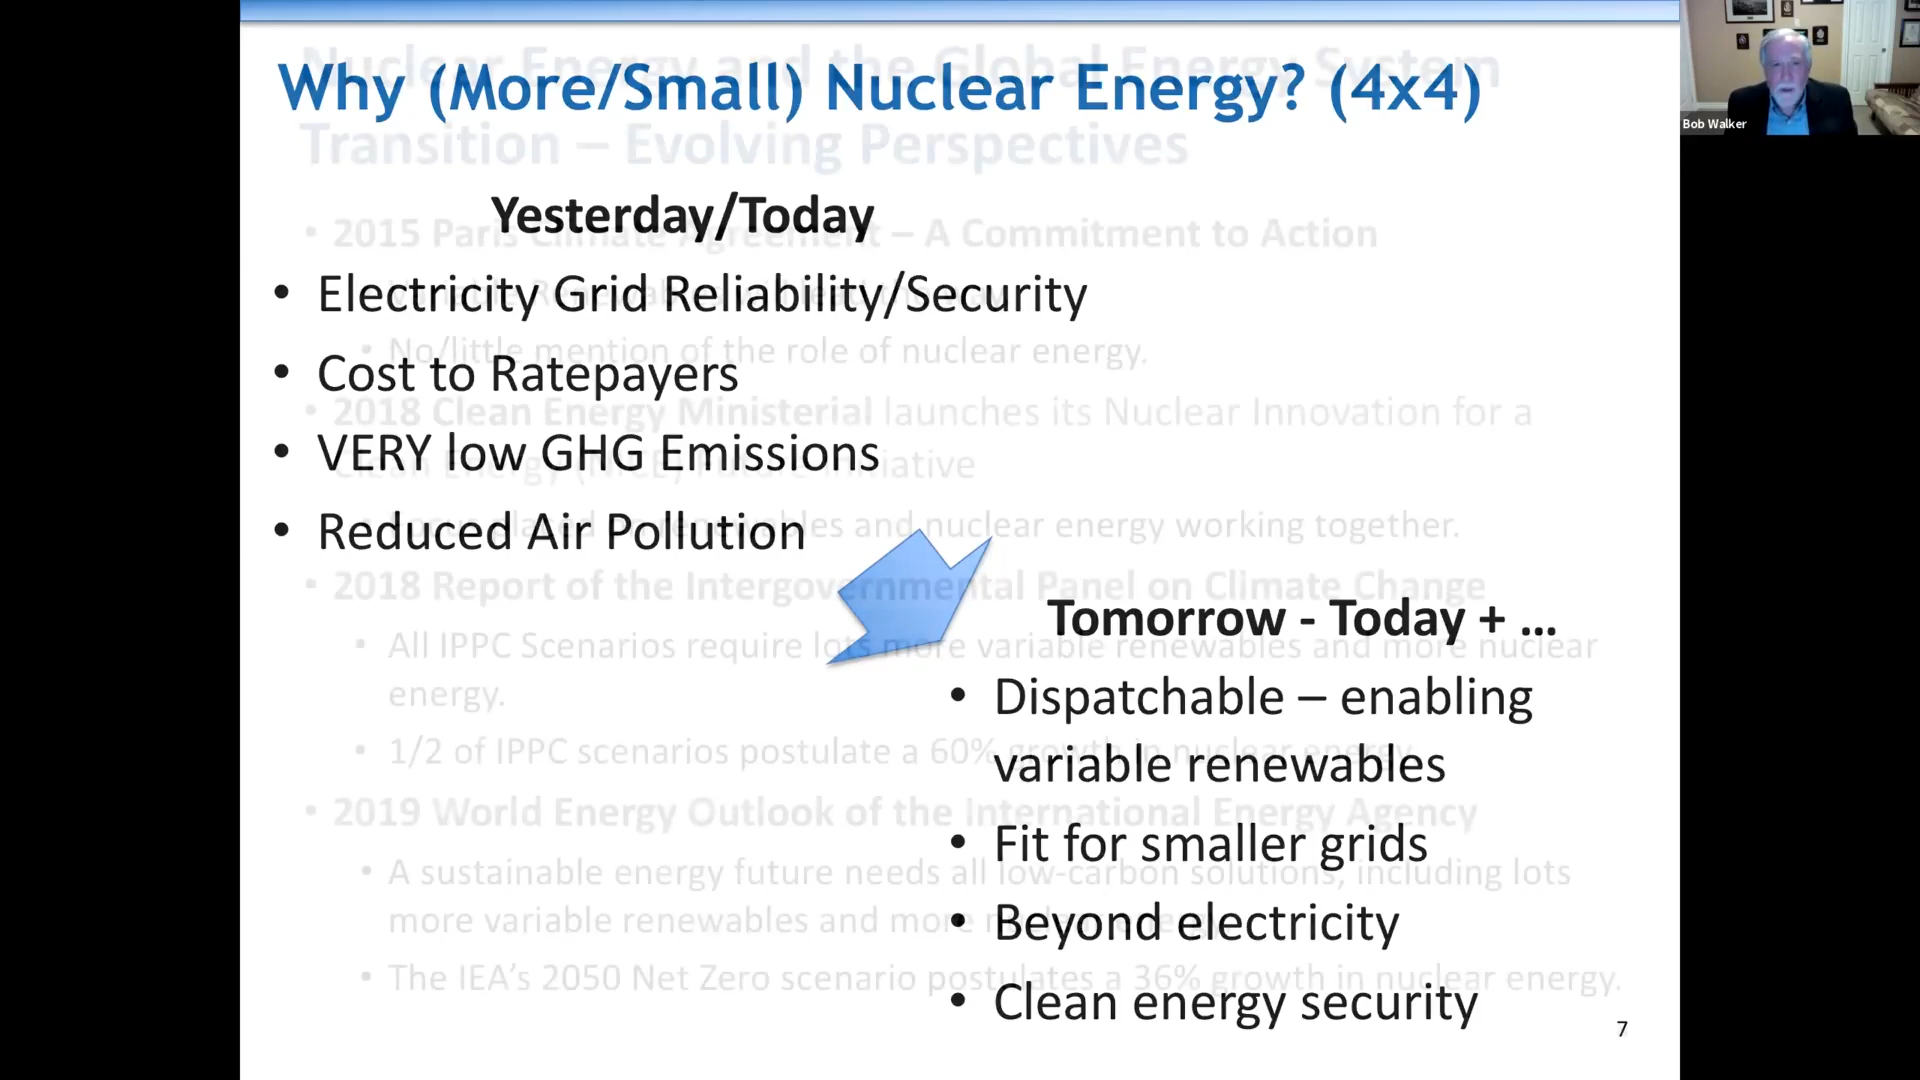 Why (More/Small) Nuclear Energy? (4x4)
Yesterday/Today
• Electricity Grid Reliability/Security
• Cost to Ratepayers
• VERY low GHG Emissions
• Reduced Air Pollution
Tomorrow - Today + ...
• Dispatchable – enabling
variable renewables
• Fit for smaller grids
• Beyond electricity
• Clean energy security
7
Bob Walker
Nuclear Energy and the Global Energy System
Transition – Evolving Perspectives
• 2015 Paris Climate Agreement – A Commitment to Action
• No/little mention of the role of nuclear energy.
• 2018 Clean Energy Ministerial launches its Nuclear Innovation for a
Clean Energy Initiative
and nuclear energy working together.
• 2018 Report of the Intergovernmental Panel on Climate Change
• All IPPC Scenarios require lots more variable renewables and more nuclear
energy.
• 1/2 of IPPC scenarios postulate a 60% growth in nuclear energy
• 2019 World Energy Outlook of the International Energy Agency
• A sustainable energy future needs all low-carbon solutions, including lots
more variable renewables and more
• The IEA's 2050 Net Zero scenario postulates a 36% growth in nuclear energy.